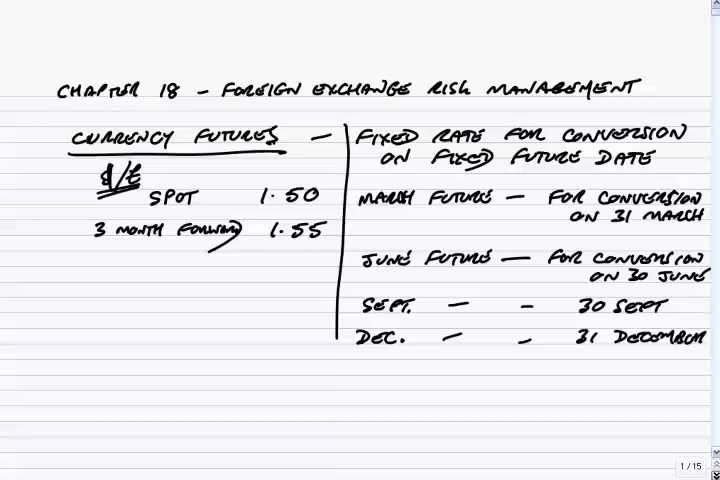 CHAPTER 18 - FOREIGN EXCHANGE RISK MANAGEMENT
CURRENCY FUTURES -
$/£
SPOT 1.50
3 MONTH FORWARD 1.55
FIXED RATE FOR CONVERSION
ON FIXED FUTURE DATE
MARCH FUTURE - FOR CONVERSION
ON 31 MARCH
JUNE FUTURE - FOR CONVERSION
ON 30 JUNE
SEPT. - - 30 SEPT
DEC. - - 31 DECEMBER
1 / 15